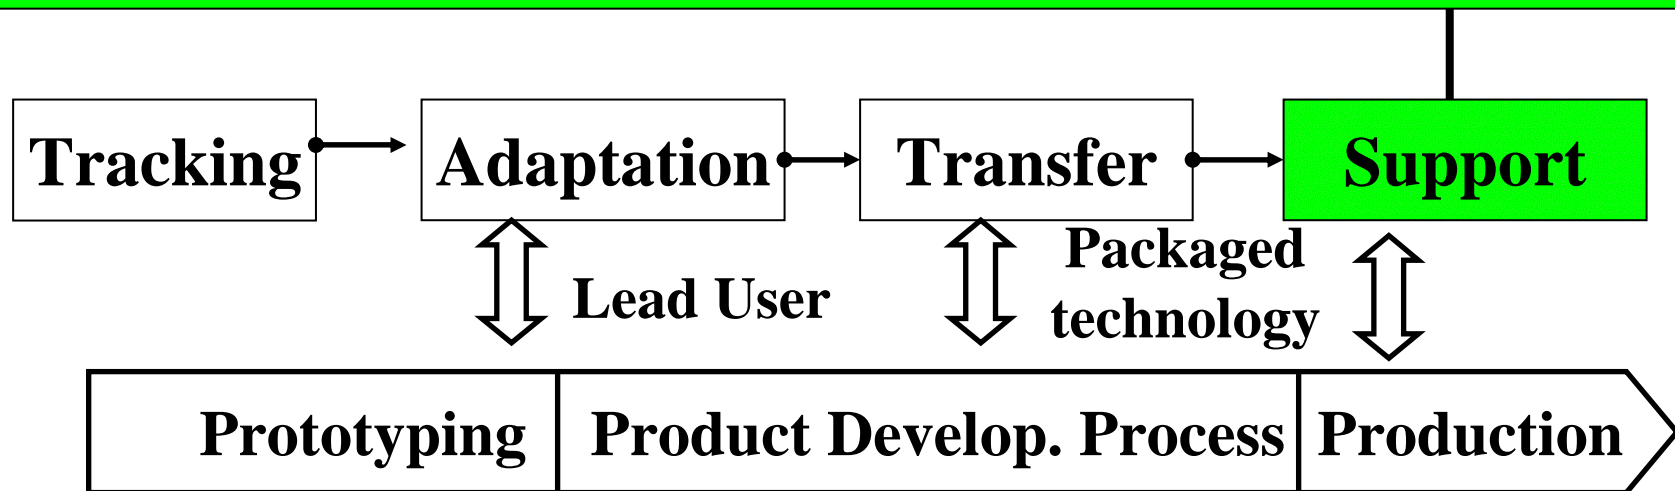 Tracking
Adaptation
Transfer
Support
Lead User
Packaged
technology
Prototyping
Product Develop. Process
Production